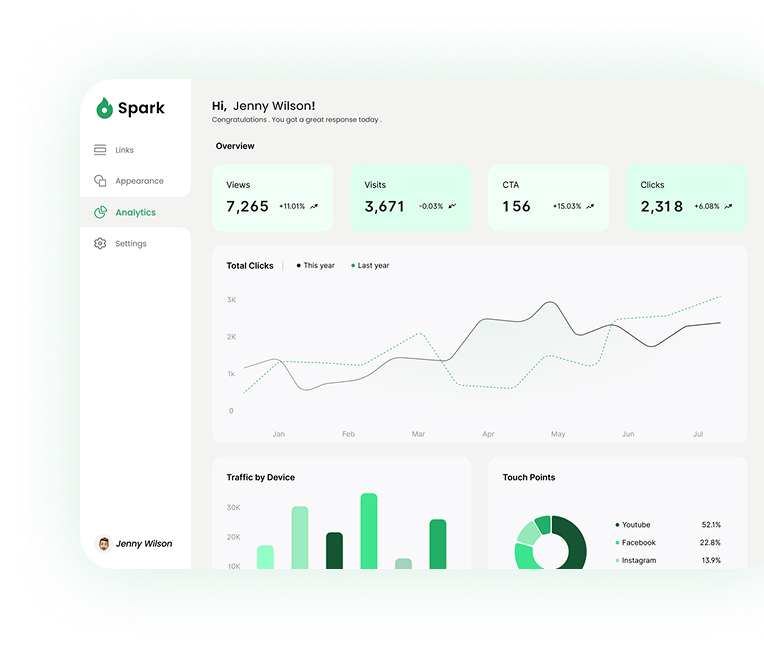 Spark
Links
Appearance
Analytics
Settings
Jenny Wilson
Hi, Jenny Wilson!
Congratulations . You got a great response today .
Overview
Views
7,265 +11.01%
Visits
3,671 -0.03%
CTA
156 +15.03%
Clicks
2,318 +6.08%
Total Clicks
This year
Last year
3K
2K
1k
0
Jan Feb Mar Apr May Jun Jul
Traffic by Device
30K
20K
10K
Touch Points
Youtube 52.1%
Facebook 22.8%
Instagram 13.9%